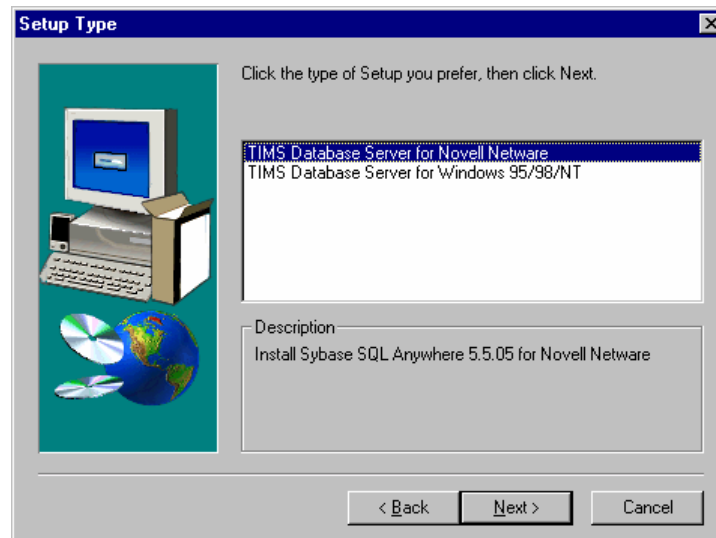 Setup Type
Click the type of Setup you prefer, then click Next.
TIMS Database Server for Novell Netware
TIMS Database Server for Windows 95/98/NT
Description
Install Sybase SQL Anywhere 5.5.05 for Novell Netware
< Back
Next >
Cancel